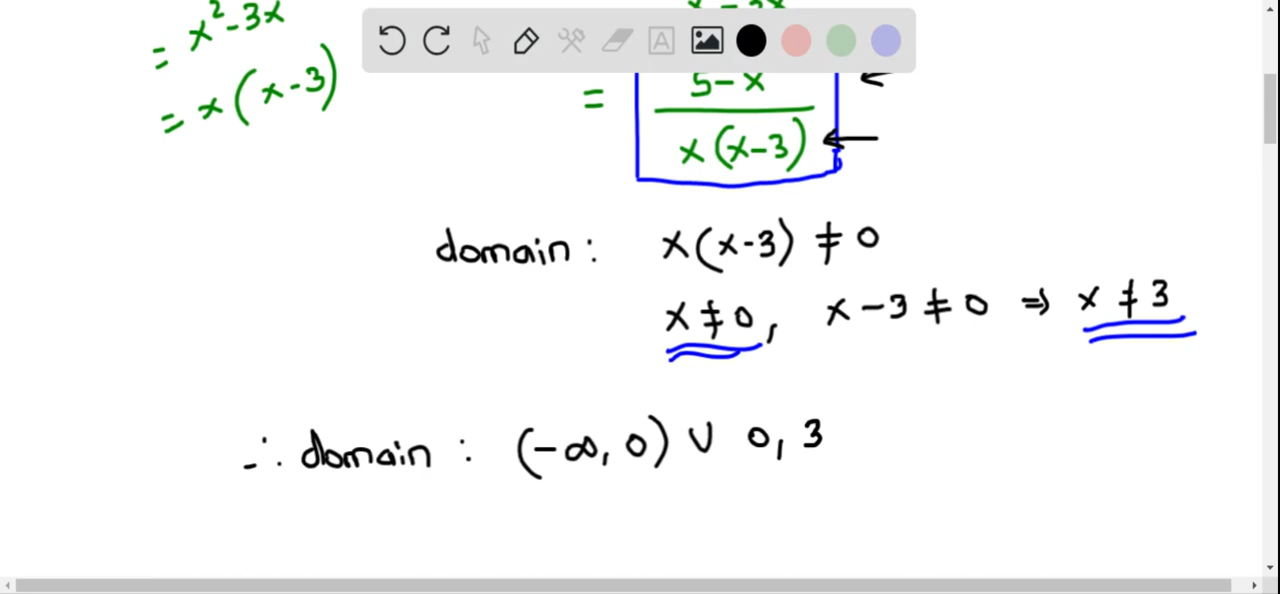 = x² - 3x
= x(x-3)
= 5-x / x(x-3)
domain : x(x-3) ≠ 0
x ≠ 0, x - 3 ≠ 0 ⇒ x ≠ 3
∴ domain : (-∞, 0) ∪ 0, 3